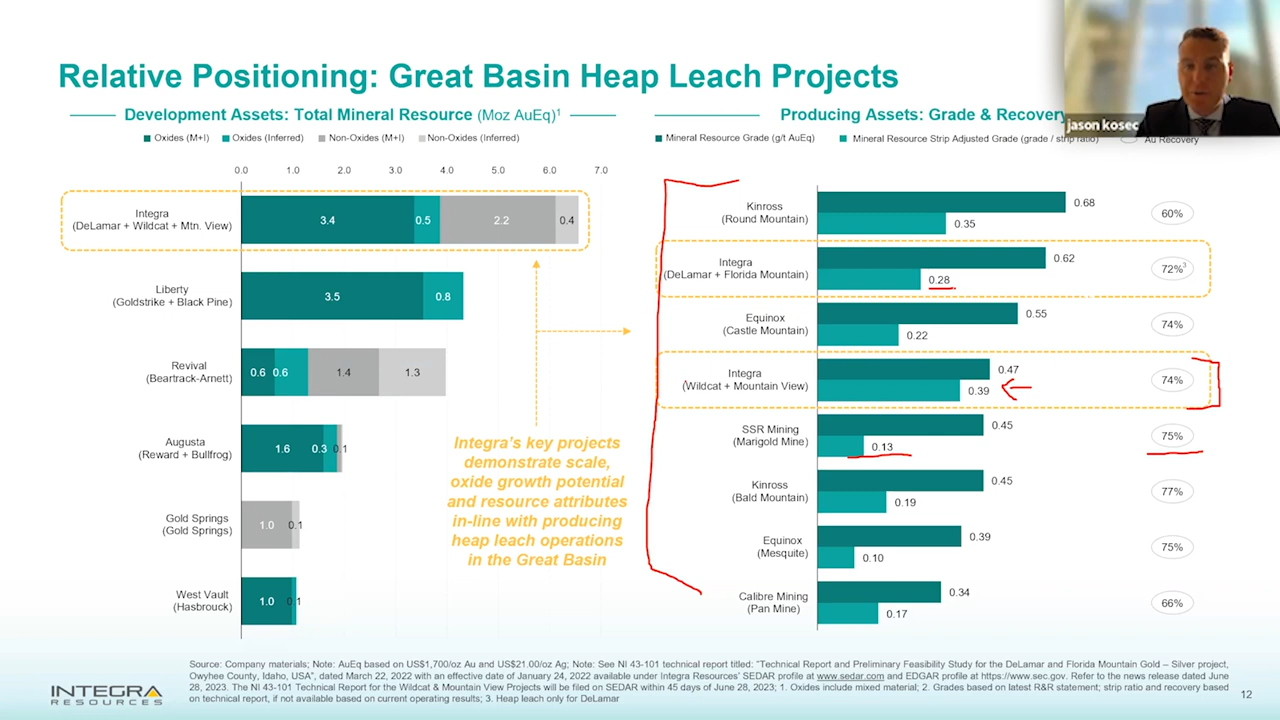 Relative Positioning: Great Basin Heap Leach Projects
jason kosec
Development Assets: Total Mineral Resource (Moz AuEq)1
Oxides (M+I) Oxides (Inferred) Non-Oxides (M+I) Non-Oxides (Inferred)
0.0 1.0 2.0 3.0 4.0 5.0 6.0 7.0
Integra
(DeLamar + Wildcat + Mtn. View)
3.4 0.5 2.2 0.4
Liberty
(Goldstrike + Black Pine)
3.5 0.8
Revival
(Beartrack-Arnett)
0.6 0.6 1.4 1.3
Augusta
(Reward + Bullfrog)
1.6 0.3 0.1
Gold Springs
(Gold Springs)
1.0 0.1
West Vault
(Hasbrouck)
1.0 0.1
Integra's key projects
demonstrate scale,
oxide growth potential
and resource attributes
in-line with producing
heap leach operations
in the Great Basin
Producing Assets: Grade & Recovery
Mineral Resource Grade (g/t AuEq) Mineral Resource Strip Adjusted Grade (grade / strip ratio) Au Recovery
Kinross
(Round Mountain)
0.68
0.35
60%
Integra
(DeLamar + Florida Mountain)
0.62
0.28
72%3
Equinox
(Castle Mountain)
0.55
0.22
74%
Integra
(Wildcat + Mountain View)
0.47
0.39
74%
SSR Mining
(Marigold Mine)
0.45
0.13
75%
Kinross
(Bald Mountain)
0.45
0.19
77%
Equinox
(Mesquite)
0.39
0.10
75%
Calibre Mining
(Pan Mine)
0.34
0.17
66%
Source: Company materials; Note: AuEq based on US$1,700/oz Au and US$21.00/oz Ag; Note: See NI 43-101 technical report titled: "Technical Report and Preliminary Feasibility Study for the DeLamar and Florida Mountain Gold – Silver project,
Owyhee County, Idaho, USA", dated March 22, 2022 with an effective date of January 24, 2022 available under Integra Resources' SEDAR profile at www.sedar.com and EDGAR profile at https://www.sec.gov. Refer to the news release dated June
28, 2023. The NI 43-101 Technical Report for the Wildcat & Mountain View Projects will be filed on SEDAR within 45 days of June 28, 2023; 1. Oxides include mixed material; 2. Grades based on latest R&R statement; strip ratio and recovery based
on technical report, if not available based on current operating results; 3. Heap leach only for DeLamar
INTEGRA
RESOURCES
12